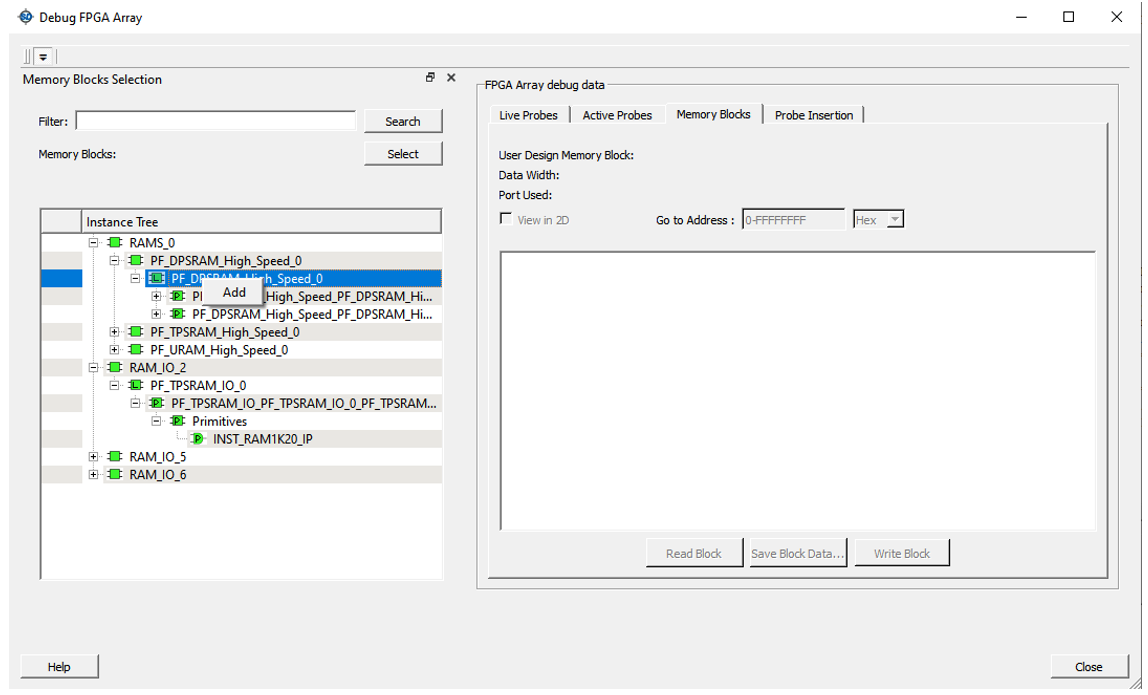 Debug FPGA Array
Memory Blocks Selection
Filter:
Search
Memory Blocks:
Select
Instance Tree
RAMS_0
PF_DPSRAM_High_Speed_0
PF_DPSRAM_High_Speed_0
Add
High_Speed_PF_DPSRAM_Hi...
PF_DPSRAM_High_Speed_PF_DPSRAM_Hi...
PF_TPSRAM_High_Speed_0
PF_URAM_High_Speed_0
RAM_IO_2
PF_TPSRAM_IO_0
PF_TPSRAM_IO_PF_TPSRAM_IO_0_PF_TPSRAM...
Primitives
INST_RAM1K20_IP
RAM_IO_5
RAM_IO_6
FPGA Array debug data
Live Probes Active Probes Memory Blocks Probe Insertion
User Design Memory Block:
Data Width:
Port Used:
View in 2D Go to Address : 0-FFFFFFFF Hex
Read Block Save Block Data... Write Block
Help Close